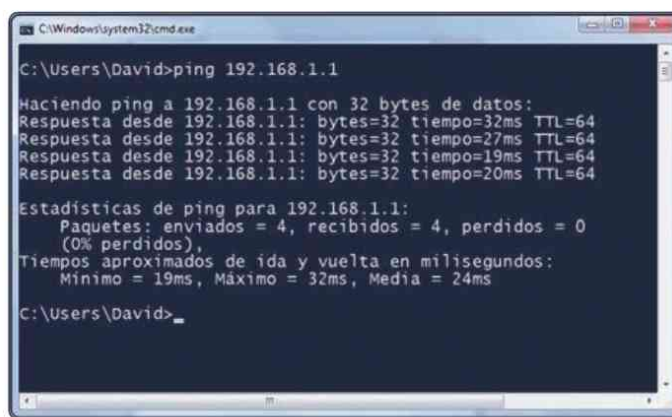 C:\Windows\system32\cmd.exe
C:\Users\David>ping 192.168.1.1
Haciendo ping a 192.168.1.1 con 32 bytes de datos:
Respuesta desde 192.168.1.1: bytes=32 tiempo=32ms TTL=64
Respuesta desde 192.168.1.1: bytes=32 tiempo=27ms TTL=64
Respuesta desde 192.168.1.1: bytes=32 tiempo=19ms TTL=64
Respuesta desde 192.168.1.1: bytes=32 tiempo=20ms TTL=64
Estadísticas de ping para 192.168.1.1:
Paquetes: enviados = 4, recibidos = 4, perdidos = 0
(0% perdidos),
Tiempos aproximados de ida y vuelta en milisegundos:
Mínimo = 19ms, Máximo = 32ms, Media = 24ms
C:\Users\David>_